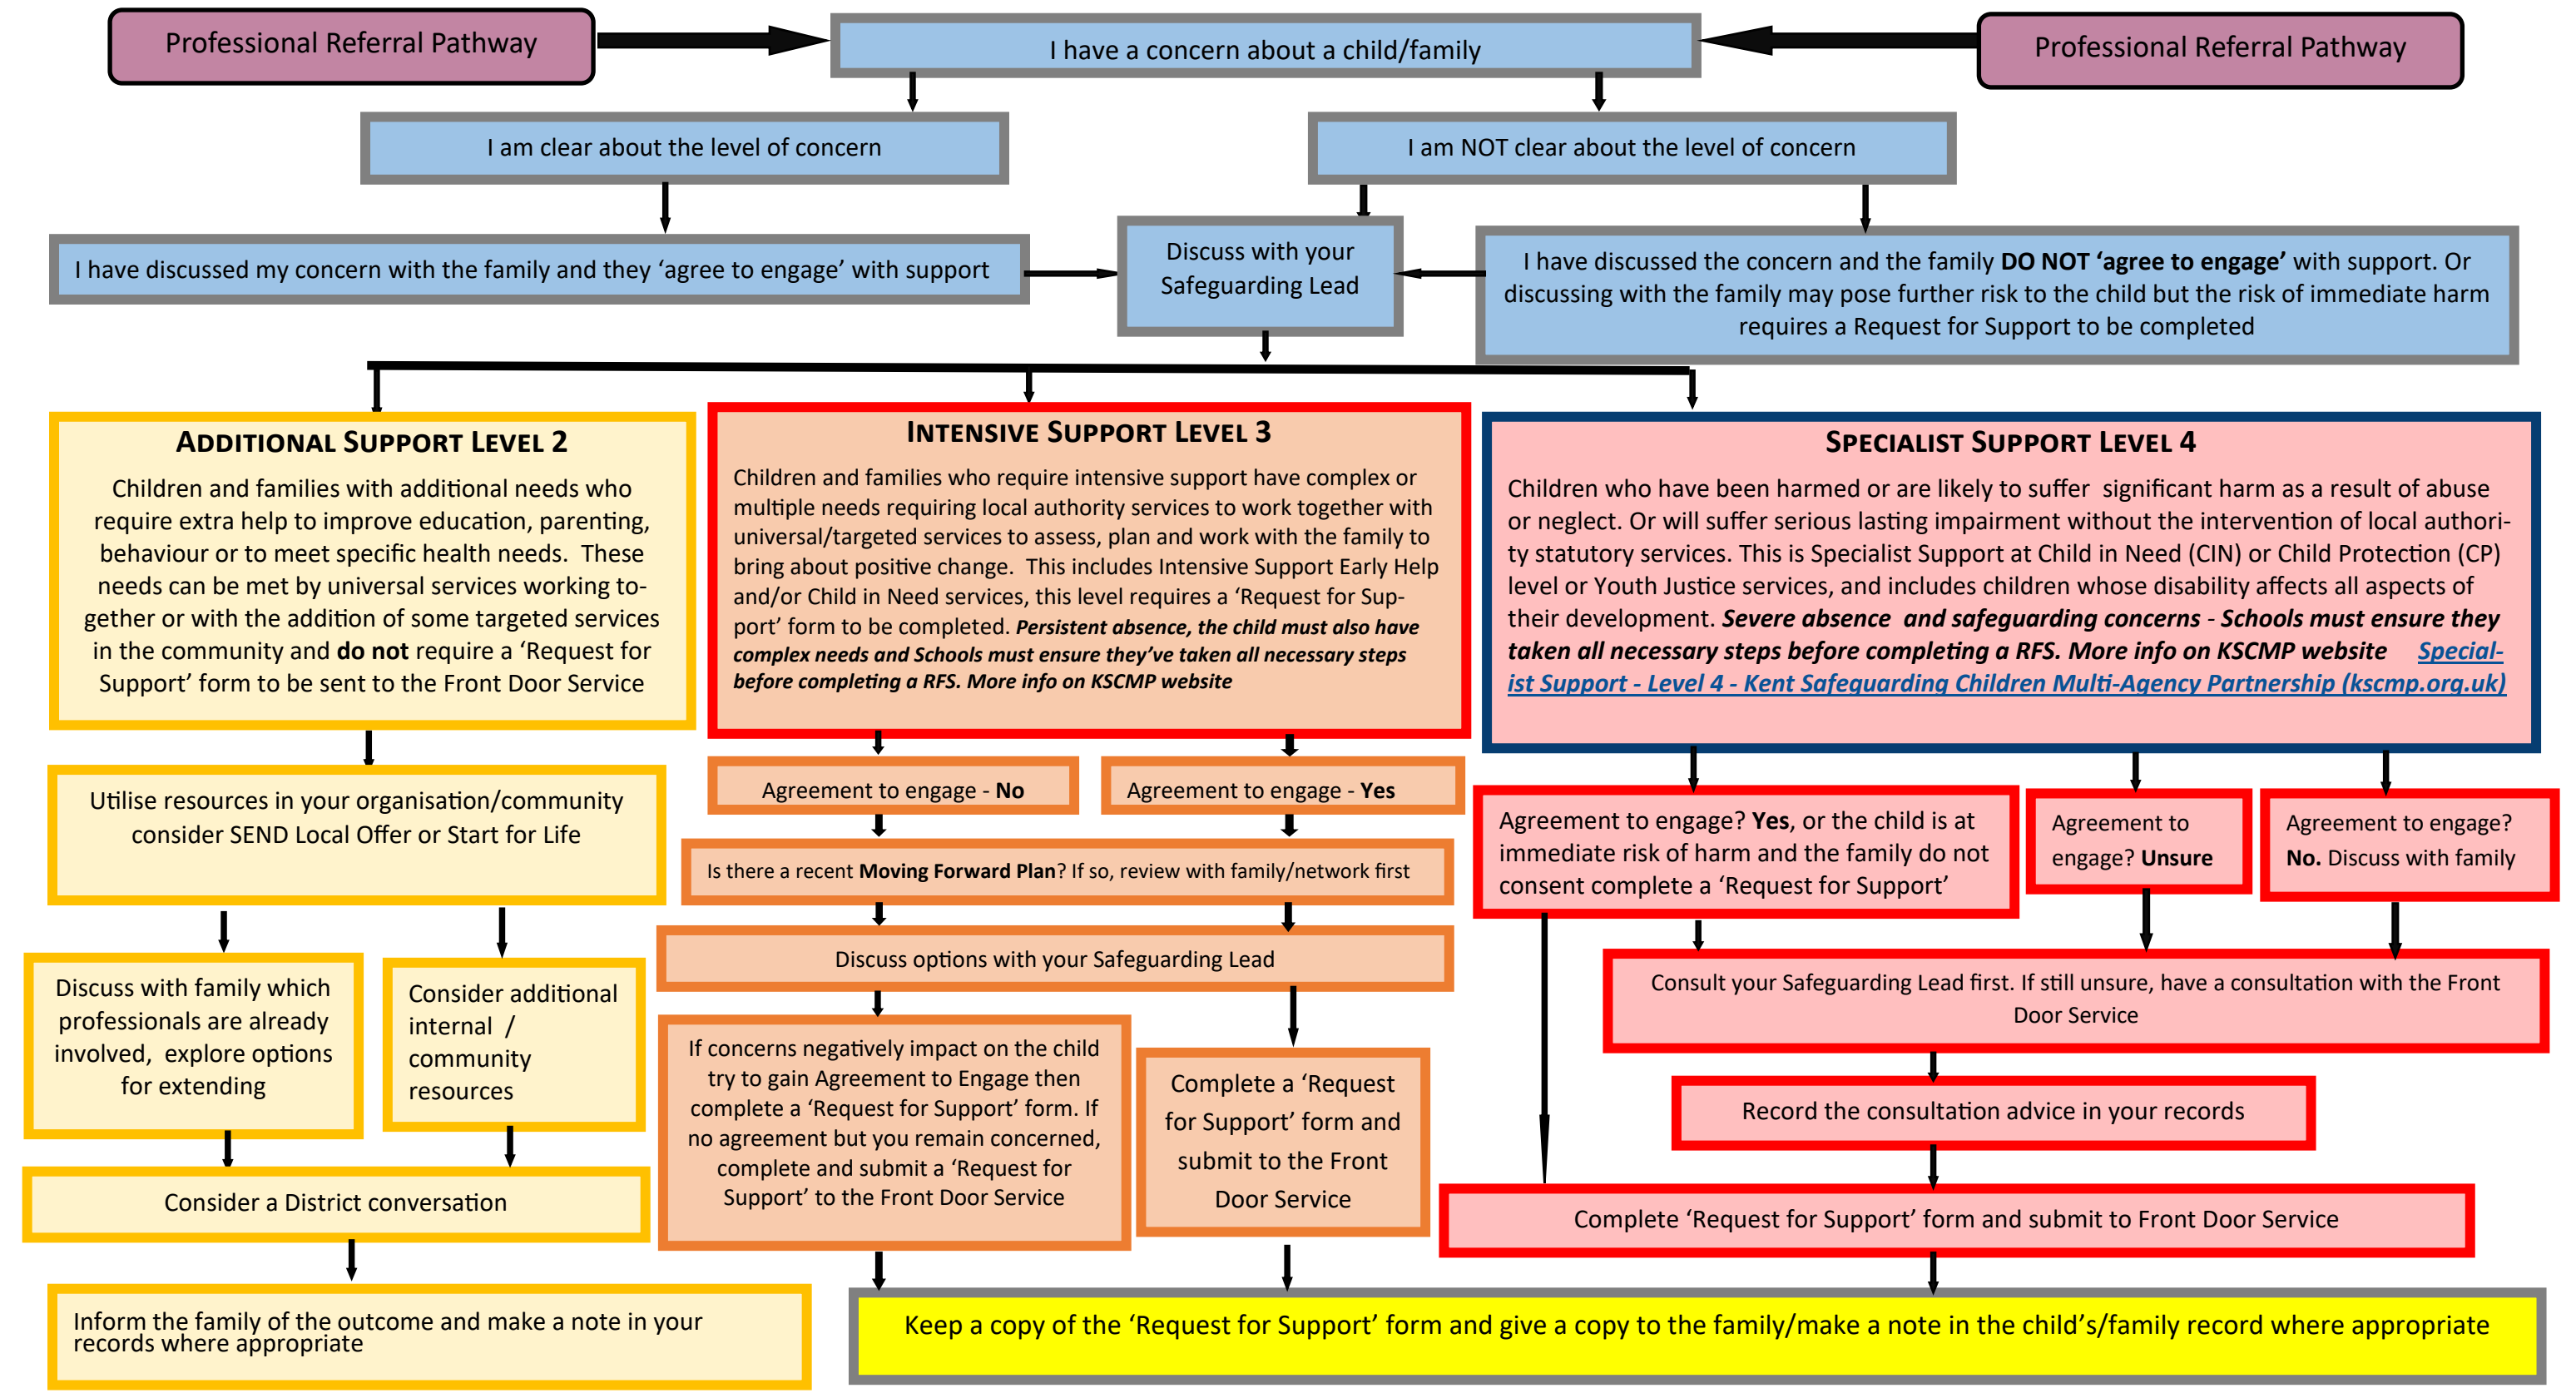 Professional Referral Pathway
I have a concern about a child/family
Professional Referral Pathway
I am clear about the level of concern
I am NOT clear about the level of concern
I have discussed my concern with the family and they ‘agree to engage’ with support
Discuss with your
Safeguarding Lead
I have discussed the concern and the family DO NOT ‘agree to engage’ with support. Or
discussing with the family may pose further risk to the child but the risk of immediate harm
requires a Request for Support to be completed
ADDITIONAL SUPPORT LEVEL 2
Children and families with additional needs who
require extra help to improve education, parenting,
behaviour or to meet specific health needs.  These
needs can be met by universal services working to-
gether or with the addition of some targeted services
in the community and do not require a ‘Request for
Support’ form to be sent to the Front Door Service
INTENSIVE SUPPORT LEVEL 3
Children and families who require intensive support have complex or
multiple needs requiring local authority services to work together with
universal/targeted services to assess, plan and work with the family to
bring about positive change.  This includes Intensive Support Early Help
and/or Child in Need services, this level requires a ‘Request for Sup-
port’ form to be completed. Persistent absence, the child must also have
complex needs and Schools must ensure they’ve taken all necessary steps
before completing a RFS. More info on KSCMP website
SPECIALIST SUPPORT LEVEL 4
Children who have been harmed or are likely to suffer  significant harm as a result of abuse
or neglect. Or will suffer serious lasting impairment without the intervention of local authori-
ty statutory services. This is Specialist Support at Child in Need (CIN) or Child Protection (CP)
level or Youth Justice services, and includes children whose disability affects all aspects of
their development. Severe absence  and safeguarding concerns - Schools must ensure they
taken all necessary steps before completing a RFS. More info on KSCMP website   Special-
ist Support - Level 4 - Kent Safeguarding Children Multi-Agency Partnership (kscmp.org.uk)
Utilise resources in your organisation/community
consider SEND Local Offer or Start for Life
Discuss with family which
professionals are already
involved,  explore options
for extending
Consider additional
internal  /
community
resources
Consider a District conversation
Inform the family of the outcome and make a note in your
records where appropriate
Agreement to engage - No
Agreement to engage - Yes
Is there a recent Moving Forward Plan? If so, review with family/network first
Discuss options with your Safeguarding Lead
If concerns negatively impact on the child
try to gain Agreement to Engage then
complete a ‘Request for Support’ form. If
no agreement but you remain concerned,
complete and submit a ‘Request for
Support’ to the Front Door Service
Complete a ‘Request
for Support’ form and
submit to the Front
Door Service
Agreement to engage? Yes, or the child is at
immediate risk of harm and the family do not
consent complete a ‘Request for Support’
Agreement to
engage? Unsure
Agreement to engage?
No. Discuss with family
Consult your Safeguarding Lead first. If still unsure, have a consultation with the Front
Door Service
Record the consultation advice in your records
Complete ‘Request for Support’ form and submit to Front Door Service
Keep a copy of the ‘Request for Support’ form and give a copy to the family/make a note in the child’s/family record where appropriate